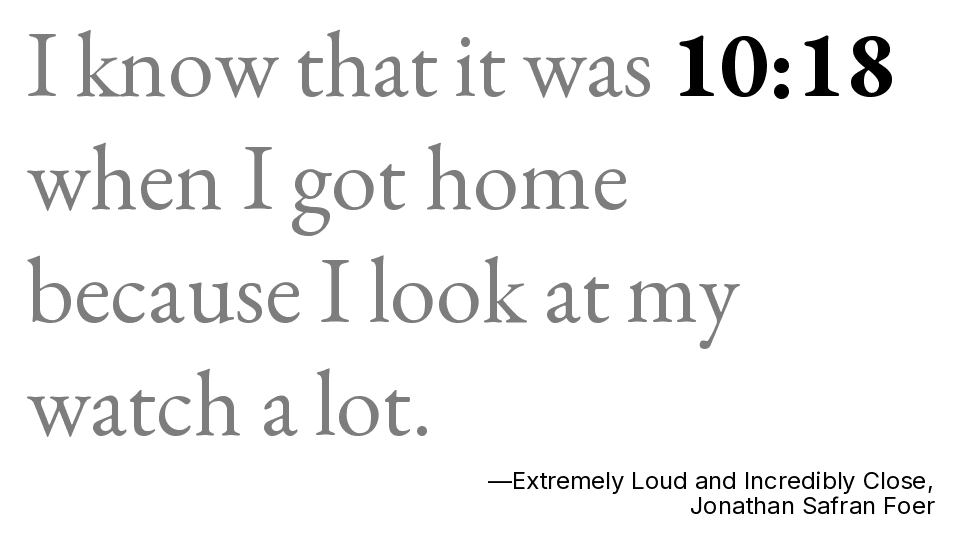 I know that it was 10:18
when I got home
because I look at my
watch a lot.
—Extremely Loud and Incredibly Close,
Jonathan Safran Foer